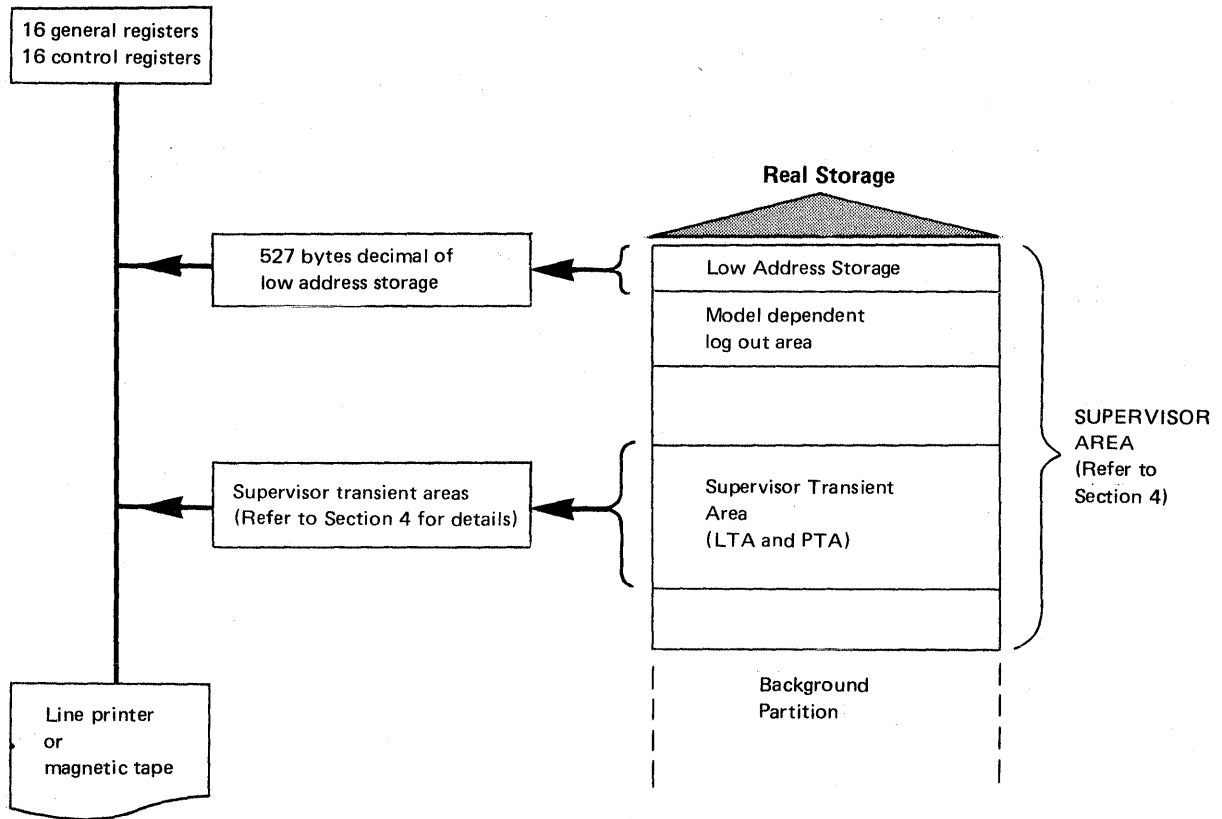 16 general registers
16 control registers
Real Storage
527 bytes decimal of
low address storage
Low Address Storage
Model dependent
log out area
SUPERVISOR
AREA
(Refer to
Section 4)
Supervisor transient areas
(Refer to Section 4 for details)
Supervisor Transient
Area
(LTA and PTA)
Background
Partition
Line printer
or
magnetic tape